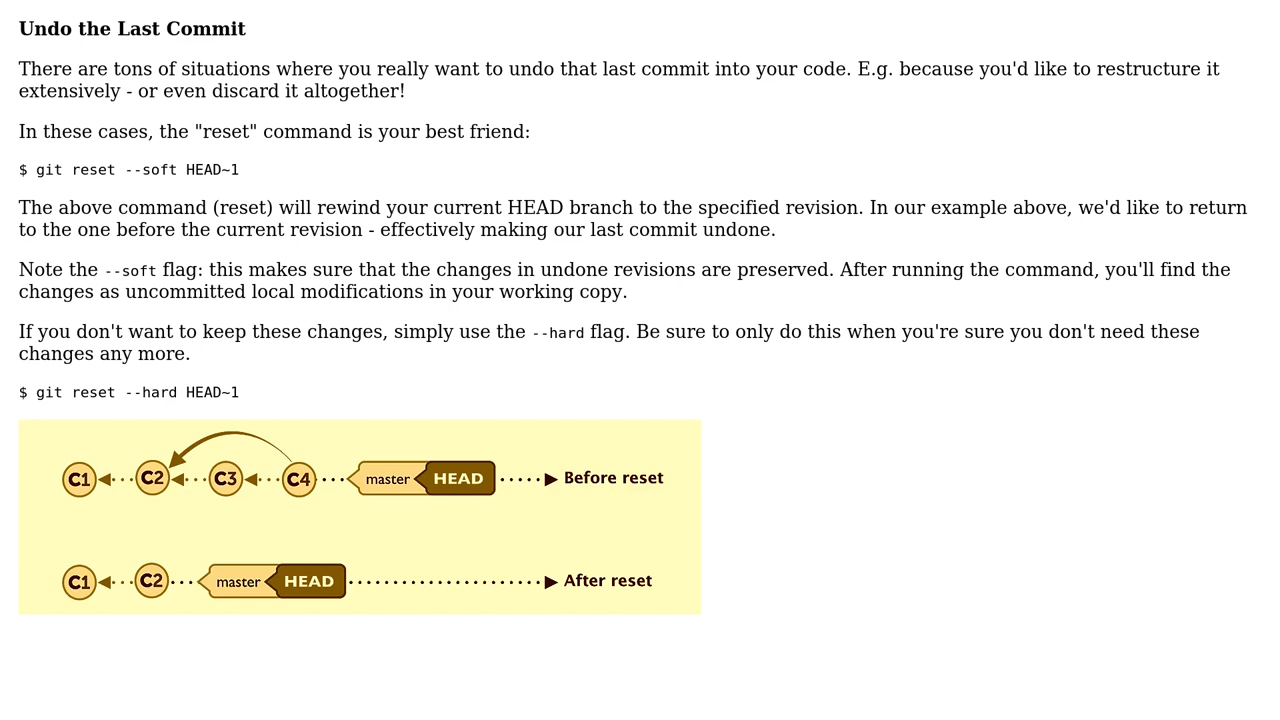 Undo the Last Commit
There are tons of situations where you really want to undo that last commit into your code. E.g. because you'd like to restructure it
extensively - or even discard it altogether!
In these cases, the "reset" command is your best friend:
$ git reset --soft HEAD~1
The above command (reset) will rewind your current HEAD branch to the specified revision. In our example above, we'd like to return
to the one before the current revision - effectively making our last commit undone.
Note the --soft flag: this makes sure that the changes in undone revisions are preserved. After running the command, you'll find the
changes as uncommitted local modifications in your working copy.
If you don't want to keep these changes, simply use the --hard flag. Be sure to only do this when you're sure you don't need these
changes any more.
$ git reset --hard HEAD~1
C1 C2 C3 C4 master HEAD Before reset
C1 C2 master HEAD After reset